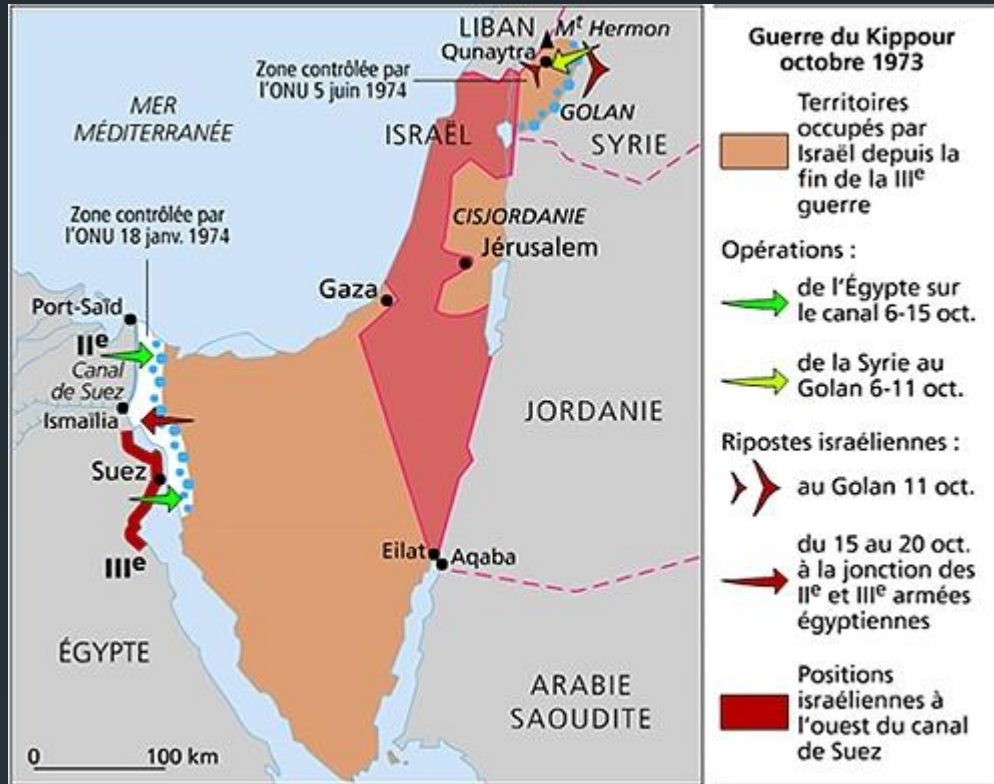 LIBAN
Mt Hermon
Qunaytra
Zone contrôlée par
l'ONU 5 juin 1974
GOLAN
MER
MÉDITERRANÉE
ISRAËL
SYRIE
Zone contrôlée par
l'ONU 18 janv. 1974
CISJORDANIE
Jérusalem
Gaza
Port-Saïd
IIe
Canal
de Suez
Ismaïlia
JORDANIE
Suez
Eilat
Aqaba
IIIe
ÉGYPTE
ARABIE
SAOUDITE
0 100 km
Guerre du Kippour
octobre 1973
Territoires
occupés par
Israël depuis la
fin de la IIIe
guerre
Opérations :
de l'Égypte sur
le canal 6-15 oct.
de la Syrie au
Golan 6-11 oct.
Ripostes israéliennes :
au Golan 11 oct.
du 15 au 20 oct.
à la jonction des
IIe et IIIe armées
égyptiennes
Positions
israéliennes à
l'ouest du canal
de Suez